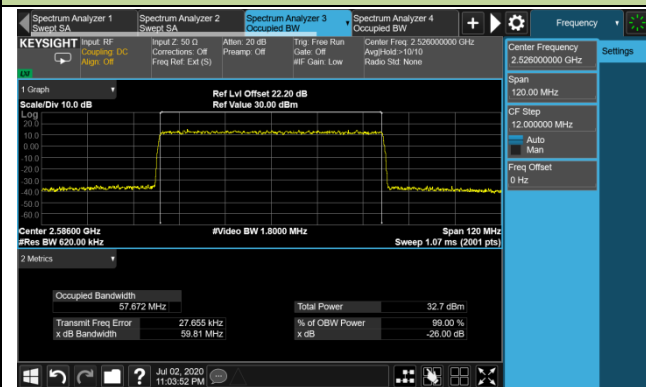 Spectrum Analyzer 1
Swept SA
Spectrum Analyzer 2
Swept SA
Spectrum Analyzer 3
Occupied BW
Spectrum Analyzer 4
Occupied BW
+
Frequency
KEYSIGHT
Input: RF
Coupling: DC
Align: Off
Input Z: 50 Ω
Corrections: Off
Freq Ref: Ext (S)
Atten: 20 dB
Preamp: Off
Trig: Free Run
Gate: Off
#IF Gain: Low
Center Freq: 2.526000000 GHz
Avg|Hold:>10/10
Radio Std: None
Center Frequency
2.526000000 GHz
Settings
Span
120.00 MHz
CF Step
12.000000 MHz
Auto
Man
Freq Offset
0 Hz
1 Graph
Scale/Div 10.0 dB
Ref Lvl Offset 22.20 dB
Ref Value 30.00 dBm
Log
20.0
10.0
0.00
-10.0
-20.0
-30.0
-40.0
-50.0
-60.0
Center 2.58600 GHz
#Res BW 620.00 kHz
#Video BW 1.8000 MHz
Span 120 MHz
Sweep 1.07 ms (2001 pts)
2 Metrics
Occupied Bandwidth
57.672 MHz
Total Power 32.7 dBm
Transmit Freq Error 27.655 kHz
% of OBW Power 99.00 %
x dB Bandwidth 59.81 MHz
x dB -26.00 dB
?
Jul 02, 2020
11:03:52 PM